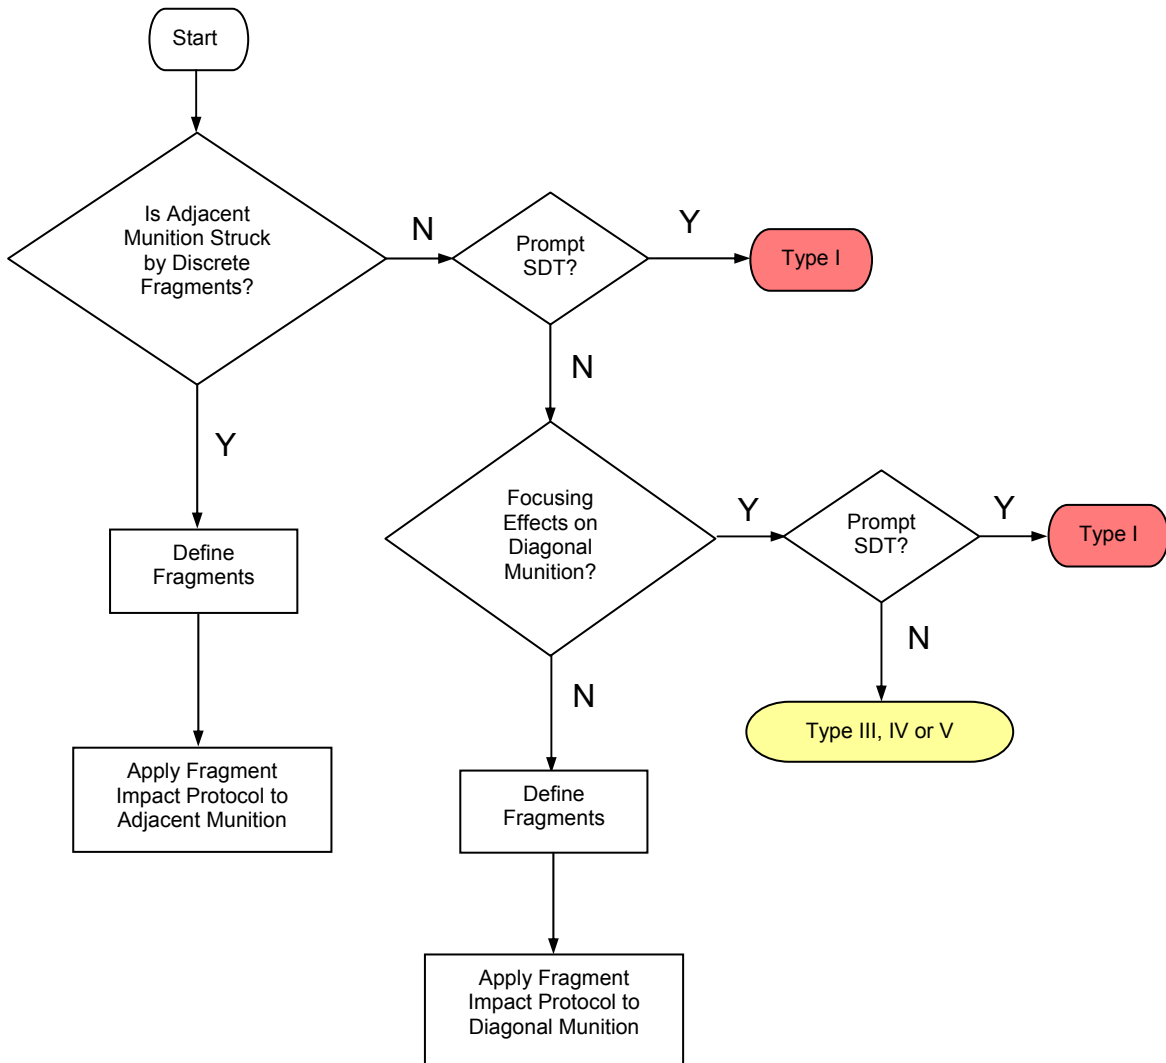 Start
Is Adjacent
Munition Struck
by Discrete
Fragments?
N
Prompt
SDT?
Y
Type I
Y
N
Define
Fragments
Focusing
Effects on
Diagonal
Munition?
Y
Prompt
SDT?
Y
Type I
N
N
Type III, IV or V
Apply Fragment
Impact Protocol to
Adjacent Munition
Define
Fragments
Apply Fragment
Impact Protocol to
Diagonal Munition